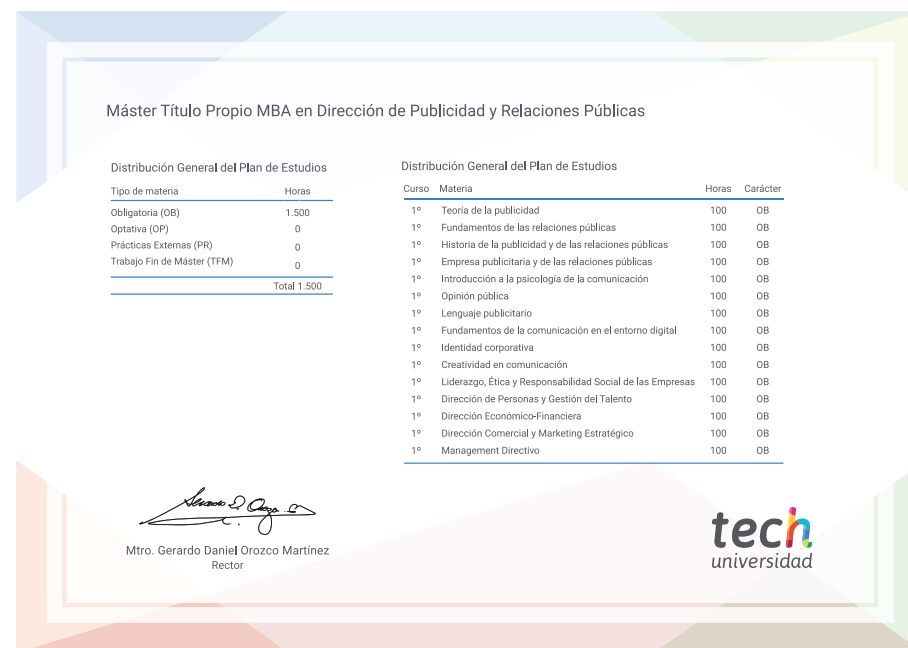 Máster Título Propio MBA en Dirección de Publicidad y Relaciones Públicas
Distribución General del Plan de Estudios
Tipo de materia Horas
Obligatoria (OB) 1.500
Optativa (OP) 0
Prácticas Externas (PR) 0
Trabajo Fin de Máster (TFM) 0
Total 1.500
Distribución General del Plan de Estudios
Curso Materia Horas Carácter
1º Teoría de la publicidad 100 OB
1º Fundamentos de las relaciones públicas 100 OB
1º Historia de la publicidad y de las relaciones públicas 100 OB
1º Empresa publicitaria y de las relaciones públicas 100 OB
1º Introducción a la psicología de la comunicación 100 OB
1º Opinión pública 100 OB
1º Lenguaje publicitario 100 OB
1º Fundamentos de la comunicación en el entorno digital 100 OB
1º Identidad corporativa 100 OB
1º Creatividad en comunicación 100 OB
1º Liderazgo, Ética y Responsabilidad Social de las Empresas 100 OB
1º Dirección de Personas y Gestión del Talento 100 OB
1º Dirección Económico-Financiera 100 OB
1º Dirección Comercial y Marketing Estratégico 100 OB
1º Management Directivo 100 OB
Mtro. Gerardo Daniel Orozco Martínez
Rector
tech
universidad